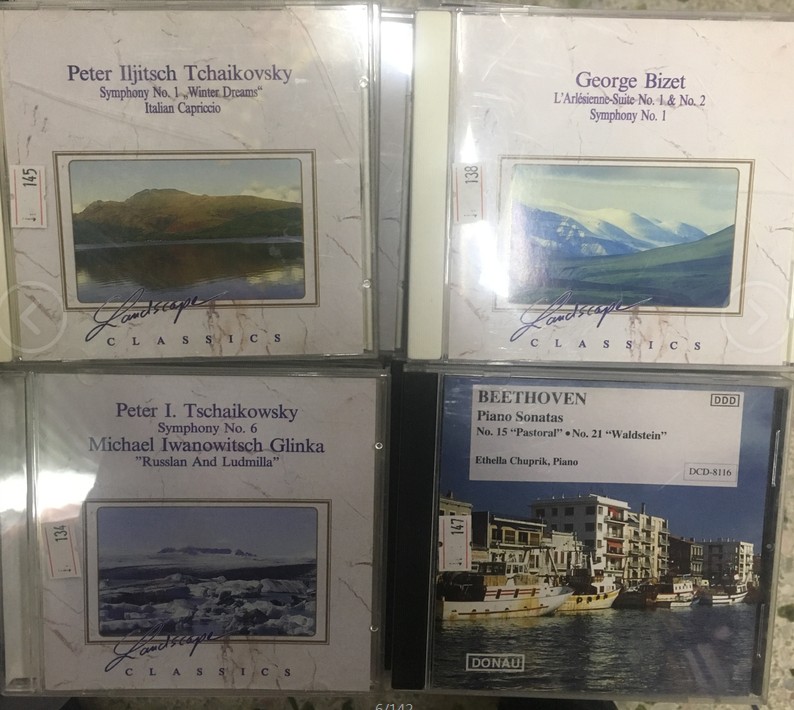 Peter Iljitsch Tchaikovsky
Symphony No. 1 „Winter Dreams“
Italian Capriccio
145
Landscape
CLASSICS
George Bizet
L'Arlésienne-Suite No. 1 & No. 2
Symphony No. 1
138
Landscape
CLASSICS
Peter I. Tschaikowsky
Symphony No. 6
Michael Iwanowitsch Glinka
"Russlan And Ludmilla"
134
Landscape
CLASSICS
BEETHOVEN
DDD
Piano Sonatas
No. 15 “Pastoral” • No. 21 “Waldstein”
Ethella Chuprik, Piano
DCD-8116
147
DONAU
6/142